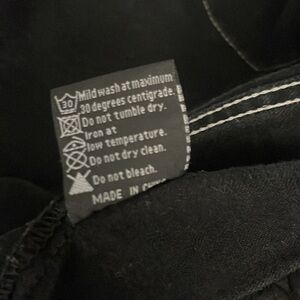 30
Mild wash at maximum
30 degrees centigrade.
Do not tumble dry.
Iron at
low temperature.
Do not dry clean.
Do not bleach.
MADE IN CHINA